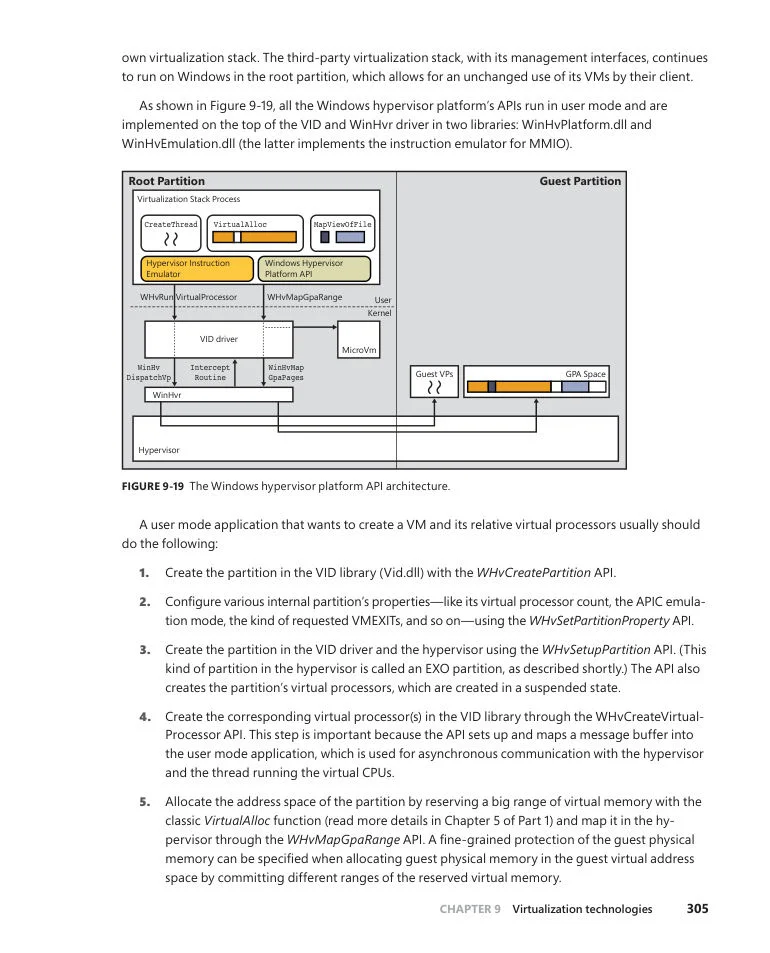 own virtualization stack. The third-party virtualization stack, with its management interfaces, continues
to run on Windows in the root partition, which allows for an unchanged use of its VMs by their client.
As shown in Figure 9-19, all the Windows hypervisor platform’s APIs run in user mode and are
implemented on the top of the VID and WinHvr driver in two libraries: WinHvPlatform.dll and
WinHvEmulation.dll (the latter implements the instruction emulator for MMIO).
Root Partition
Guest Partition
Virtualization Stack Process
CreateThread
VirtualAlloc
MapViewOfFile
Hypervisor Instruction
Emulator
Windows Hypervisor
Platform API
WHvRunVirtualProcessor
WHvMapGpaRange
User
Kernel
VID driver
MicroVm
WinHv
DispatchVp
Intercept
Routine
WinHvMap
GpaPages
Guest VPs
GPA Space
WinHvr
Hypervisor
FIGURE 9-19 The Windows hypervisor platform API architecture.
A user mode application that wants to create a VM and its relative virtual processors usually should
do the following:
1. Create the partition in the VID library (Vid.dll) with the WHvCreatePartition API.
2. Configure various internal partition’s properties—like its virtual processor count, the APIC emula-
tion mode, the kind of requested VMEXITs, and so on—using the WHvSetPartitionProperty API.
3. Create the partition in the VID driver and the hypervisor using the WHvSetupPartition API. (This
kind of partition in the hypervisor is called an EXO partition, as described shortly.) The API also
creates the partition’s virtual processors, which are created in a suspended state.
4. Create the corresponding virtual processor(s) in the VID library through the WHvCreateVirtual-
Processor API. This step is important because the API sets up and maps a message buffer into
the user mode application, which is used for asynchronous communication with the hypervisor
and the thread running the virtual CPUs.
5. Allocate the address space of the partition by reserving a big range of virtual memory with the
classic VirtualAlloc function (read more details in Chapter 5 of Part 1) and map it in the hy-
pervisor through the WHvMapGpaRange API. A fine-grained protection of the guest physical
memory can be specified when allocating guest physical memory in the guest virtual address
space by committing different ranges of the reserved virtual memory.
CHAPTER 9 Virtualization technologies 305